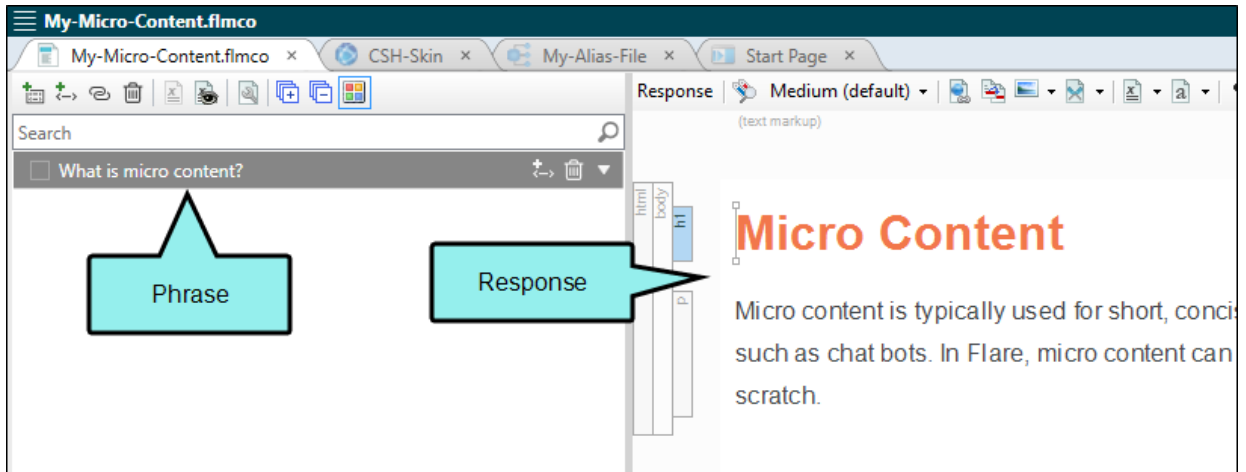 My-Micro-Content.flmco
My-Micro-Content.flmco × CSH-Skin × My-Alias-File × Start Page ×
Response Medium (default) x a
Search
(text markup)
What is micro content?
html
body
h1
Micro Content
Phrase
Response
p
Micro content is typically used for short, concis
such as chat bots. In Flare, micro content can
scratch.